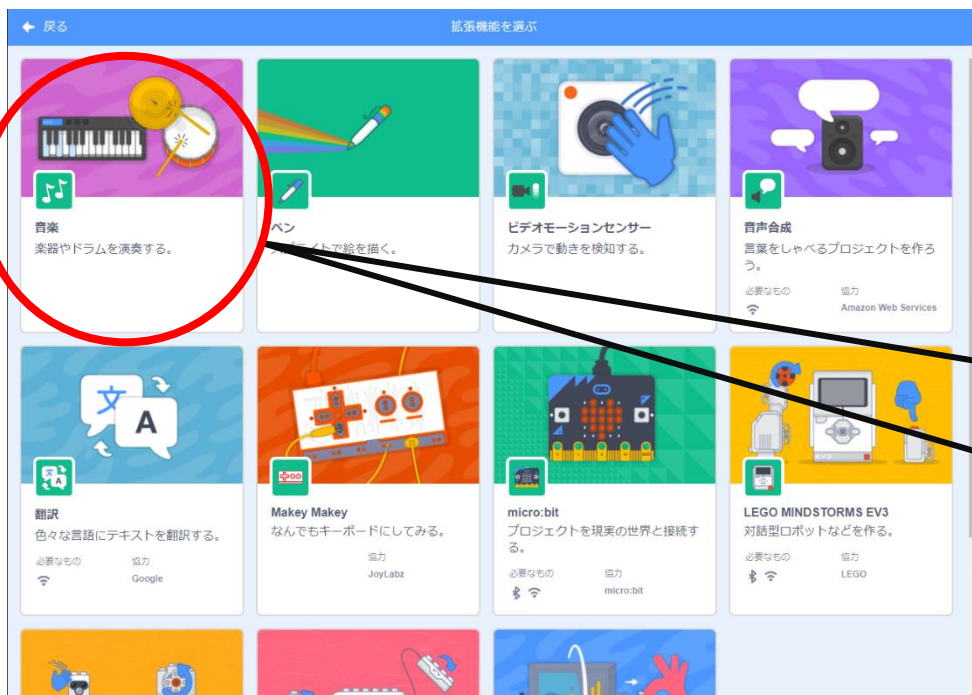 戻る
拡張機能を選ぶ
音楽
楽器やドラムを演奏する。
ペン
で絵を描く。
ビデオモーションセンサー
カメラで動きを検知する。
音声合成
言葉をしゃべるプロジェクトを作ろ
う。
必要なもの 協力
Amazon Web Services
翻訳
色々な言語にテキストを翻訳する。
必要なもの 協力
Google
Makey Makey
なんでもキーボードにしてみる。
協力
JoyLabz
micro:bit
プロジェクトを現実の世界と接続す
る。
必要なもの 協力
micro:bit
LEGO MINDSTORMS EV3
対話型ロボットなどを作る。
必要なもの 協力
LEGO
文
A
EV3